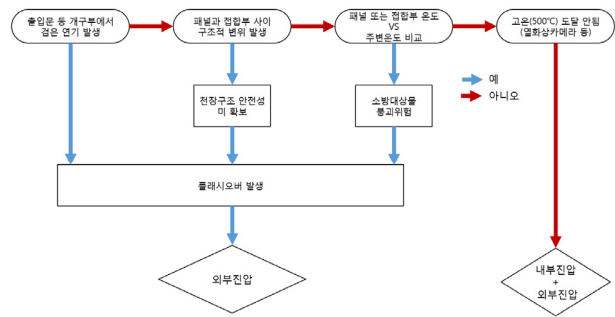 출입문 등 개구부에서
검은 연기 발생
패널과 접합부 사이
구조적 변위 발생
패널 또는 접합부 온도
VS
주변온도 비교
고온(500℃) 도달 안됨
(열화상카메라 등)
예
아니오
천장구조 안전성
미 확보
소방대상물
붕괴위험
플래시오버 발생
외부진압
내부진압
+
외부진압